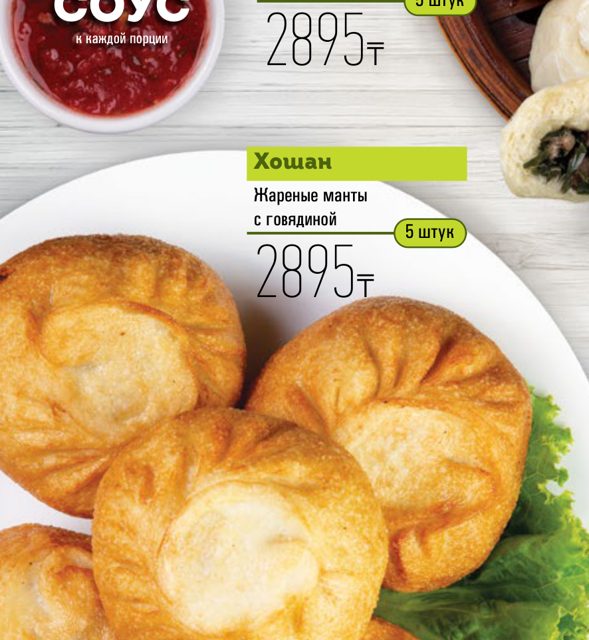 СОУС
к каждой порции
5 штук
2895₸
Хошан
Жареные манты
с говядиной
5 штук
2895₸